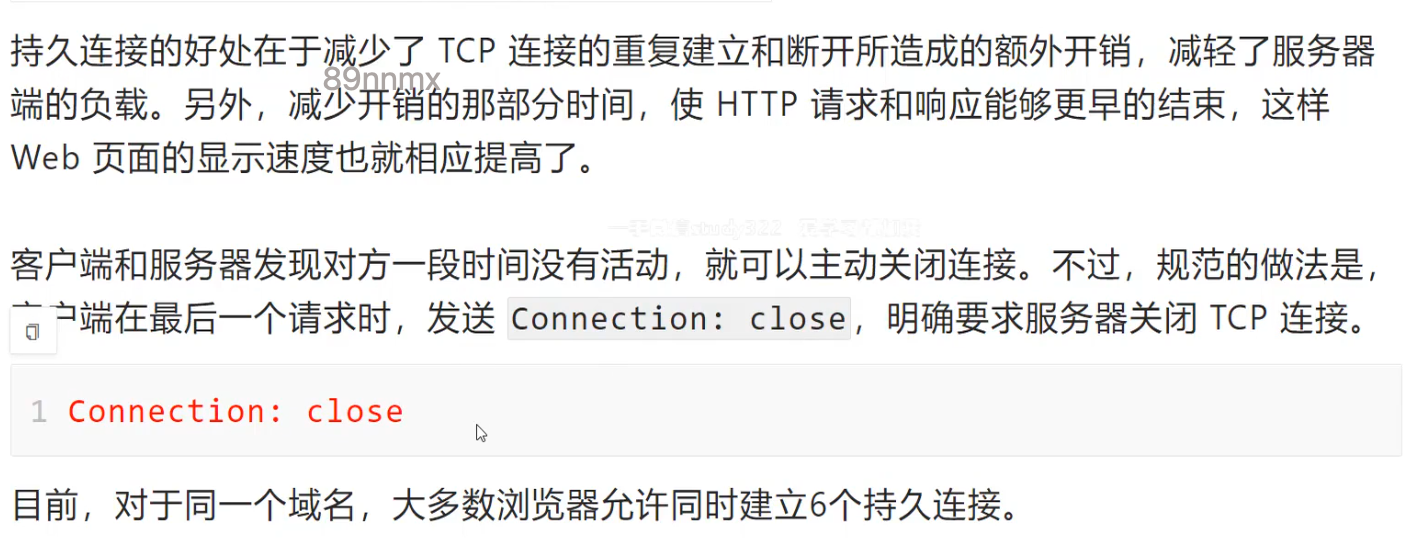 持久连接的好处在于减少了 TCP 连接的重复建立和断开所造成的额外开销，减轻了服务器
89nnmx
端的负载。另外，减少开销的那部分时间，使 HTTP 请求和响应能够更早的结束，这样
Web 页面的显示速度也就相应提高了。
study322
客户端和服务器发现对方一段时间没有活动，就可以主动关闭连接。不过，规范的做法是，
户端在最后一个请求时，发送 Connection: close，明确要求服务器关闭 TCP 连接。
1 Connection: close
目前，对于同一个域名，大多数浏览器允许同时建立6个持久连接。